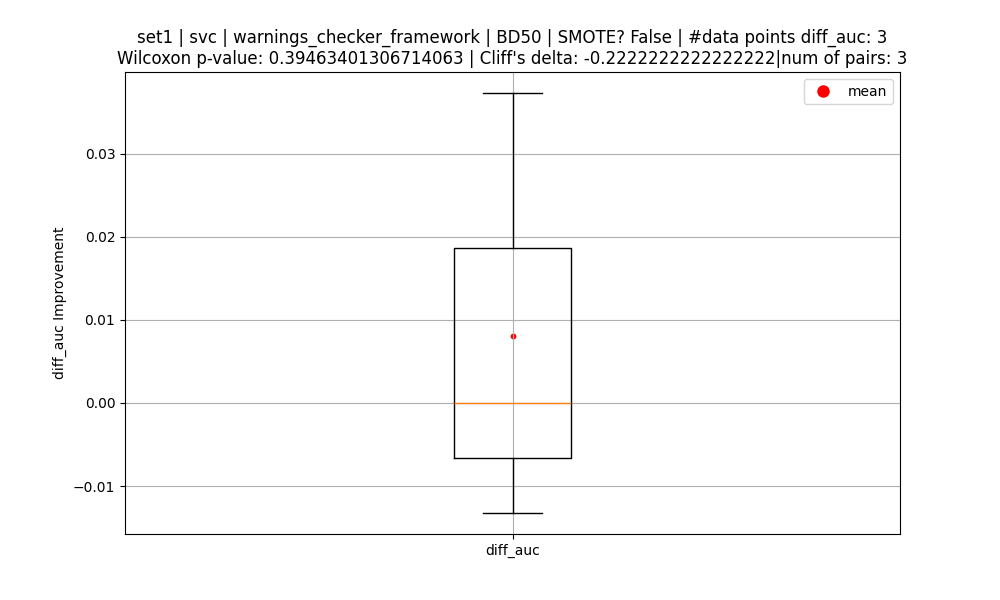 set1 | svc | warnings_checker_framework | BD50 | SMOTE? False | #data points diff_auc: 3
Wilcoxon p-value: 0.39463401306714063 | Cliff's delta: -0.2222222222222222|num of pairs: 3
mean
0.03
0.02
0.01
0.00
−0.01
diff_auc Improvement
diff_auc